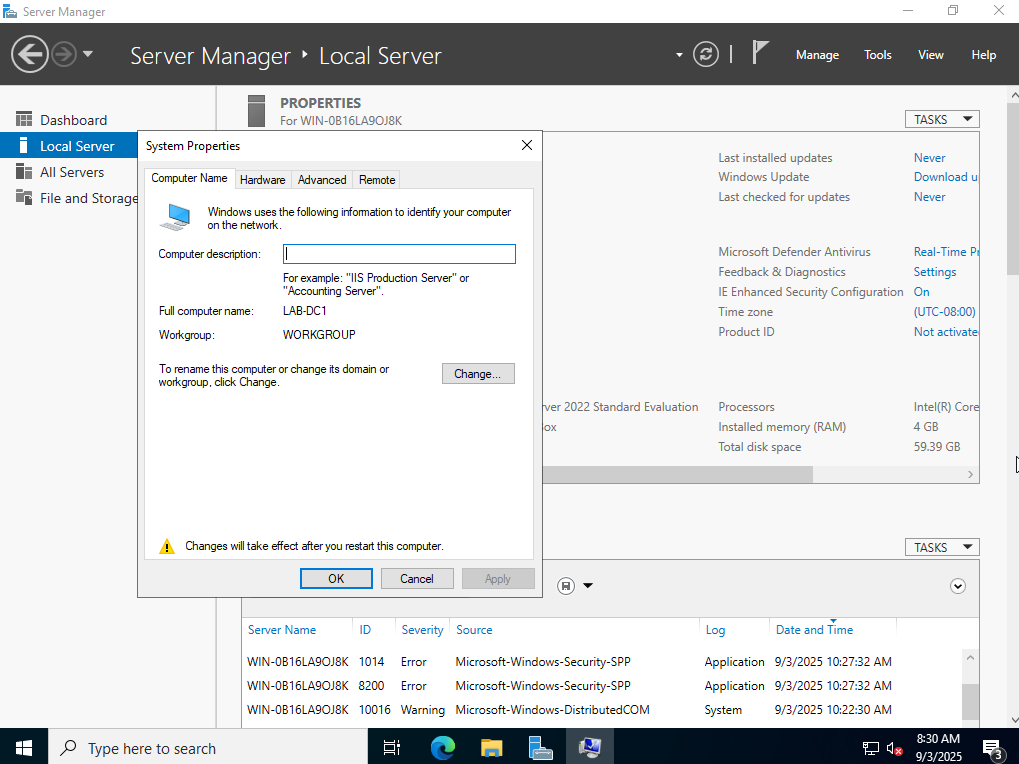 Server Manager
Server Manager ‣ Local Server
Manage Tools View Help
Dashboard
Local Server
All Servers
File and Storage
PROPERTIES
For WIN-0B16LA9OJ8K
TASKS
System Properties
Computer Name Hardware Advanced Remote
Windows uses the following information to identify your computer
on the network.
Computer description:
For example: "IIS Production Server" or
"Accounting Server".
Full computer name: LAB-DC1
Workgroup: WORKGROUP
To rename this computer or change its domain or
workgroup, click Change.
Change...
Changes will take effect after you restart this computer.
OK Cancel Apply
Last installed updates Never
Windows Update Download u
Last checked for updates Never
Microsoft Defender Antivirus Real-Time Pr
Feedback & Diagnostics Settings
IE Enhanced Security Configuration On
Time zone (UTC-08:00)
Product ID Not activate
ver 2022 Standard Evaluation Processors Intel(R) Core
ox Installed memory (RAM) 4 GB
Total disk space 59.39 GB
TASKS
Server Name ID Severity Source Log Date and Time
WIN-0B16LA9OJ8K 1014 Error Microsoft-Windows-Security-SPP Application 9/3/2025 10:27:32 AM
WIN-0B16LA9OJ8K 8200 Error Microsoft-Windows-Security-SPP Application 9/3/2025 10:27:32 AM
WIN-0B16LA9OJ8K 10016 Warning Microsoft-Windows-DistributedCOM System 9/3/2025 10:22:30 AM
Type here to search
8:30 AM
9/3/2025
3